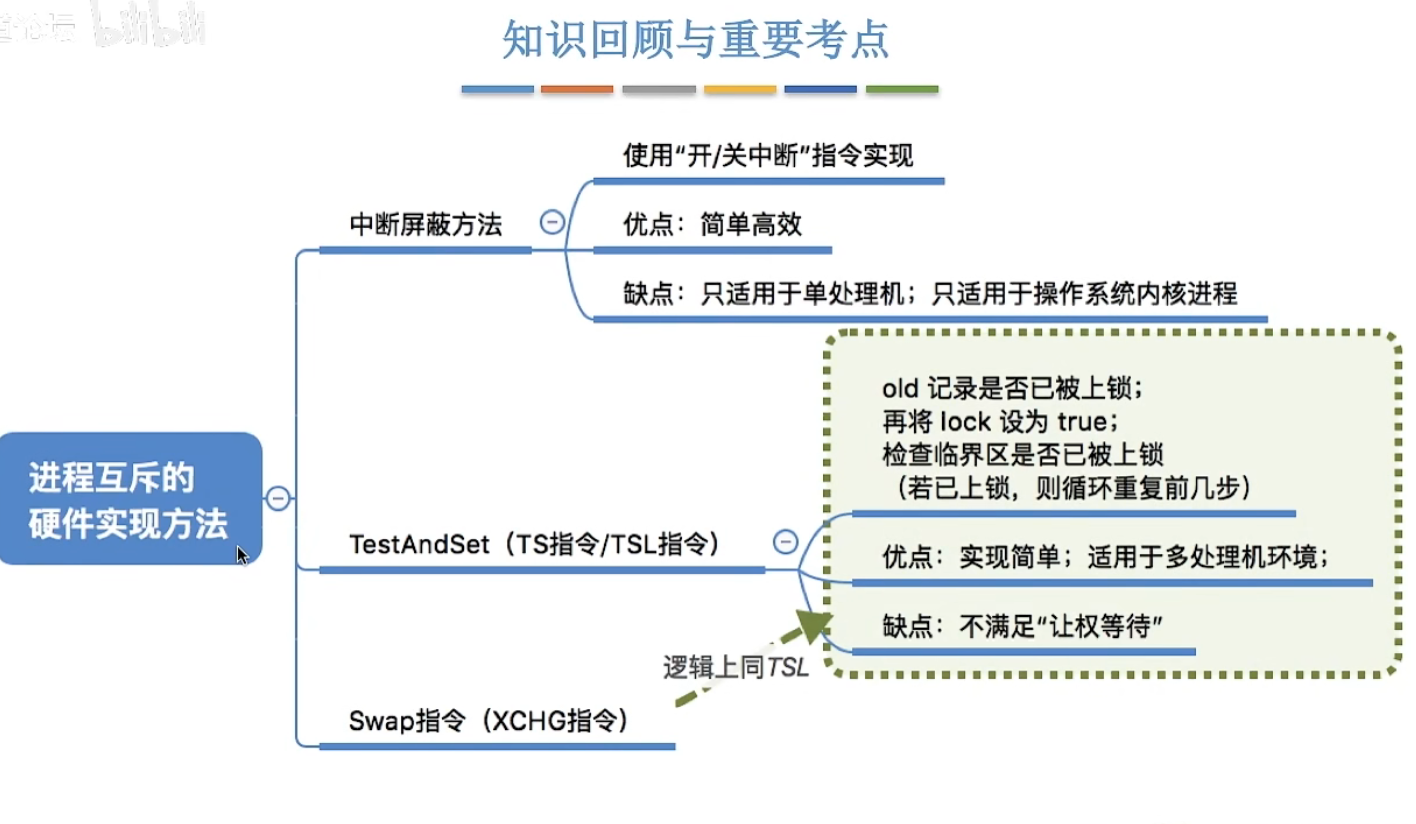 bilibili
知识回顾与重要考点
使用“开/关中断”指令实现
中断屏蔽方法
优点：简单高效
缺点：只适用于单处理机；只适用于操作系统内核进程
old 记录是否已被上锁；
再将 lock 设为 true；
检查临界区是否已被上锁
（若已上锁，则循环重复前几步）
进程互斥的
硬件实现方法
TestAndSet（TS指令/TSL指令）
优点：实现简单；适用于多处理机环境；
缺点：不满足“让权等待”
逻辑上同TSL
Swap指令（XCHG指令）